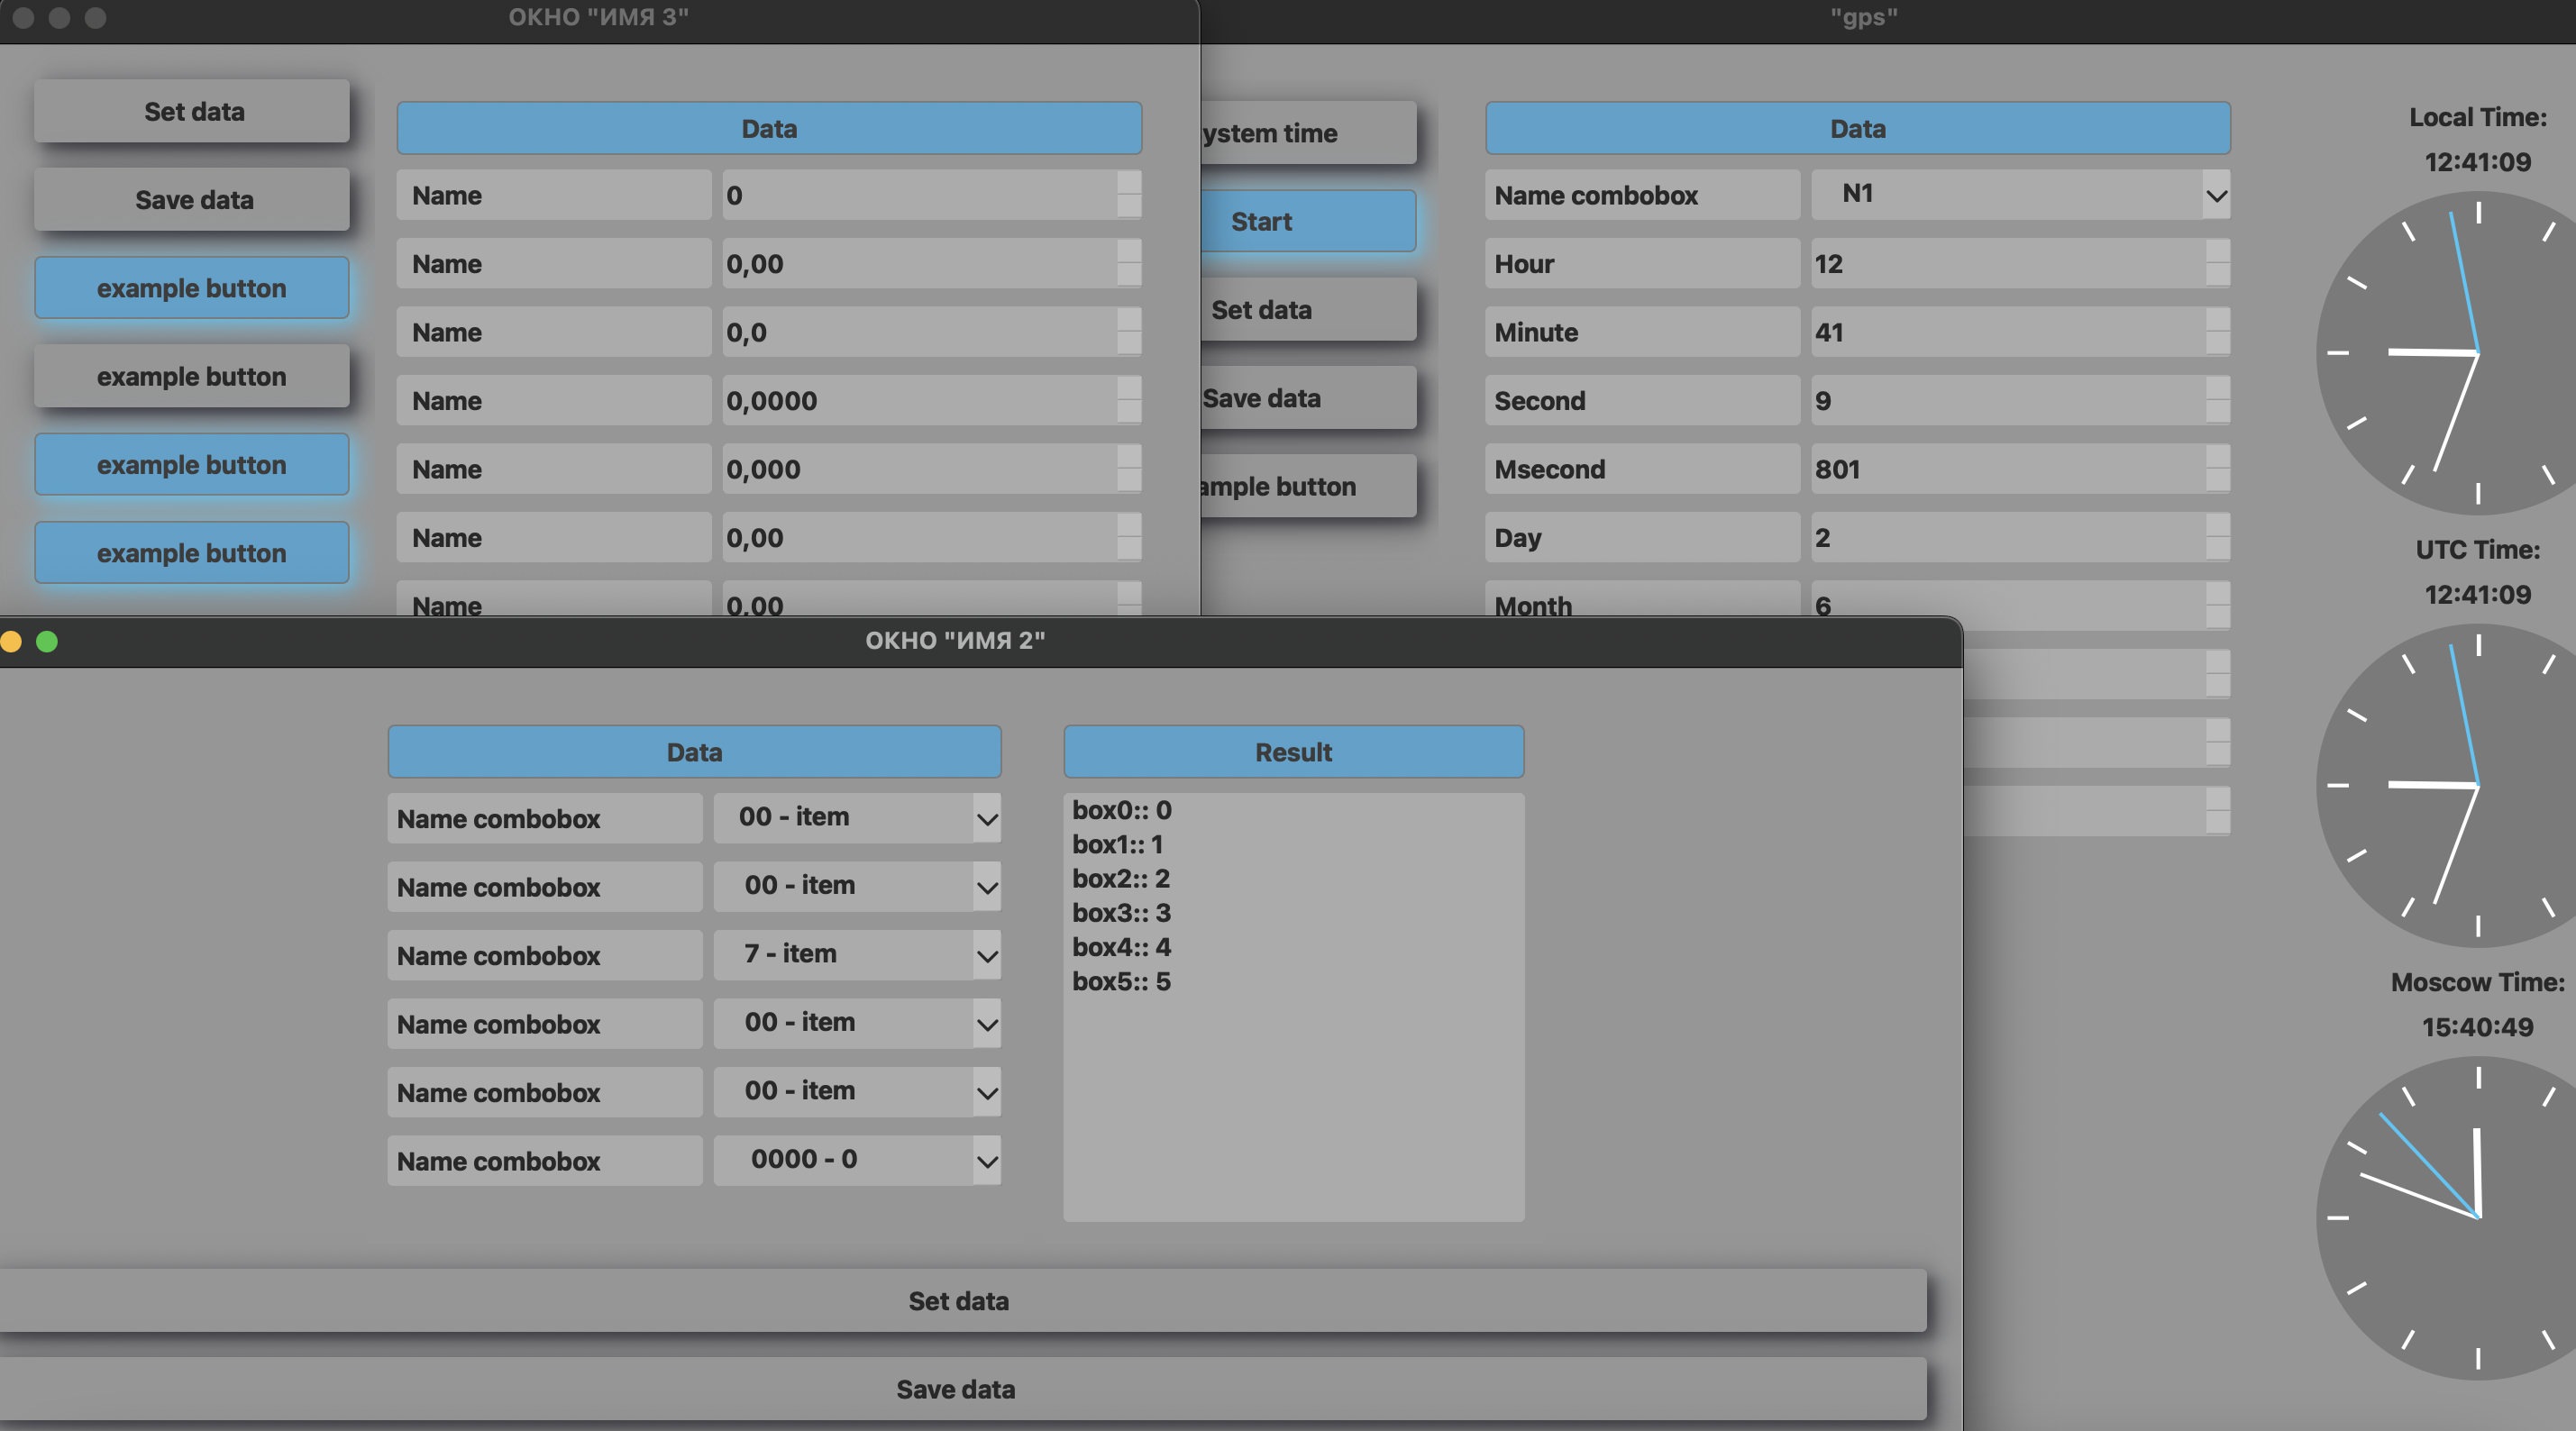 ОКНО "ИМЯ 3"
Set data
Save data
example button
example button
example button
example button
Data
Name 0
Name 0,00
Name 0,0
Name 0,0000
Name 0,000
Name 0,00
Name 0,00
"gps"
ystem time
Start
Set data
Save data
ample button
Data
Name combobox N1
Hour 12
Minute 41
Second 9
Msecond 801
Day 2
Month 6
Local Time:
12:41:09
UTC Time:
12:41:09
Moscow Time:
15:40:49
ОКНО "ИМЯ 2"
Data
Name combobox 00 - item
Name combobox 00 - item
Name combobox 7 - item
Name combobox 00 - item
Name combobox 00 - item
Name combobox 0000 - 0
Result
box0:: 0
box1:: 1
box2:: 2
box3:: 3
box4:: 4
box5:: 5
Set data
Save data